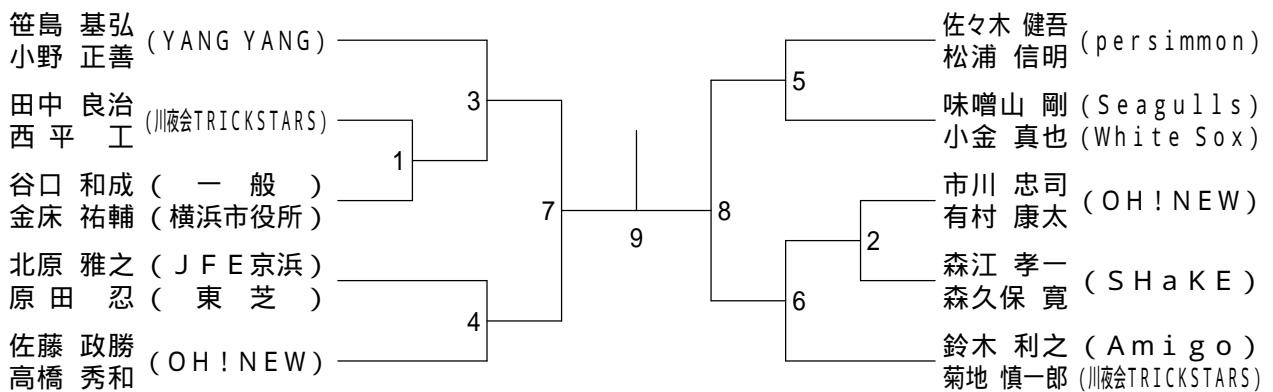 笹島 基弘
小野 正善
(YANG YANG)
田中 良治
西 平 工
(川夜会TRICKSTARS)
谷口 和成 ( 一 般 )
金床 祐輔 (横浜市役所)
北原 雅之 (JFE京浜)
原 田 忍 ( 東 芝 )
佐藤 政勝
高橋 秀和
(OH!NEW)
3
1
7
4
9
8
5
2
6
佐々木 健吾
松浦 信明
(persimmon)
味噌山 剛 (Seagulls)
小金 真也 (White Sox)
市川 忠司
有村 康太
(OH!NEW)
森江 孝一
森久保 寛
(SHaKE)
鈴木 利之 (Amigo)
菊地 慎一郎 (川夜会TRICKSTARS)